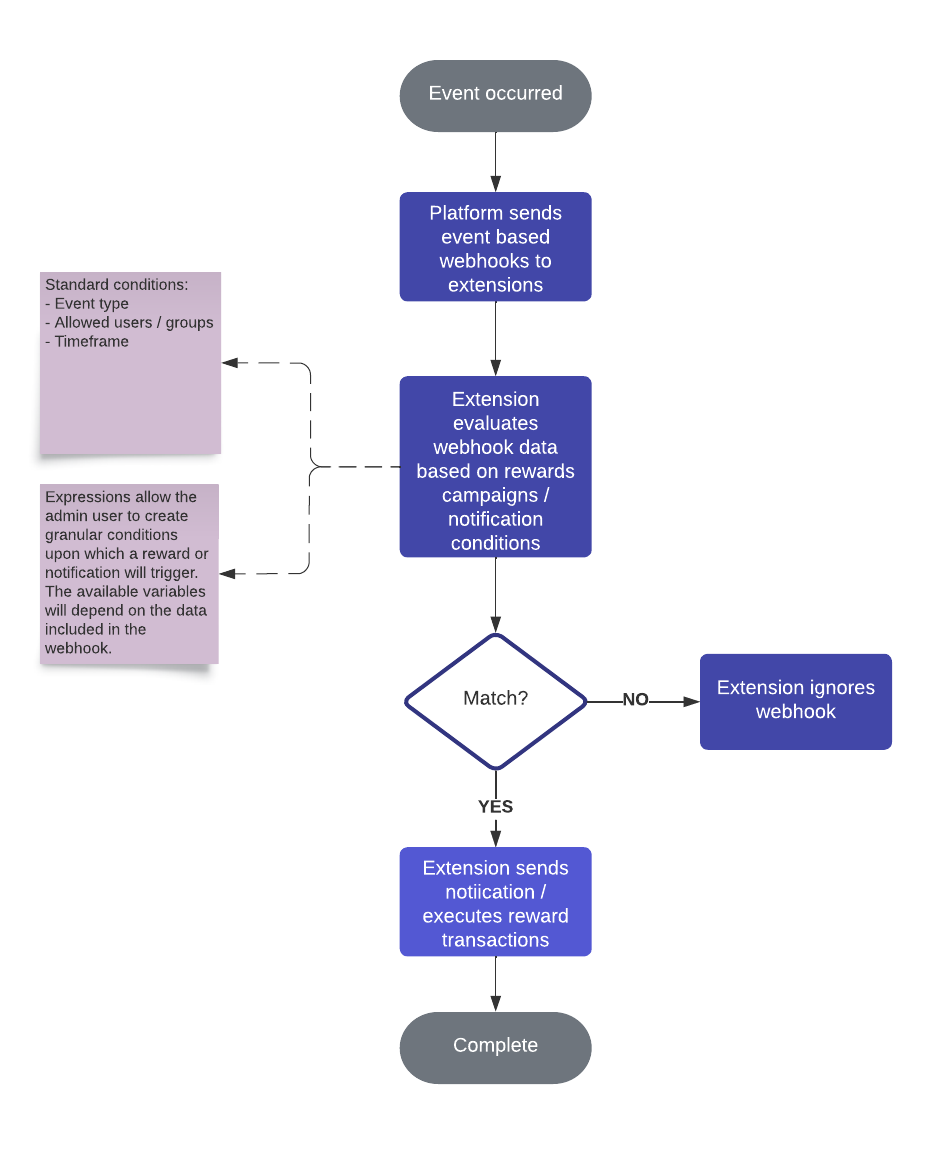 Event occurred
Platform sends
event based
webhooks to
extensions
Standard conditions:
- Event type
- Allowed users / groups
- Timeframe
Extension
evaluates
webhook data
based on rewards
campaigns /
notification
conditions
Expressions allow the
admin user to create
granular conditions
upon which a reward or
notification will trigger.
The available variables
will depend on the data
included in the
webhook.
Match?
NO
Extension ignores
webhook
YES
Extension sends
notiication /
executes reward
transactions
Complete